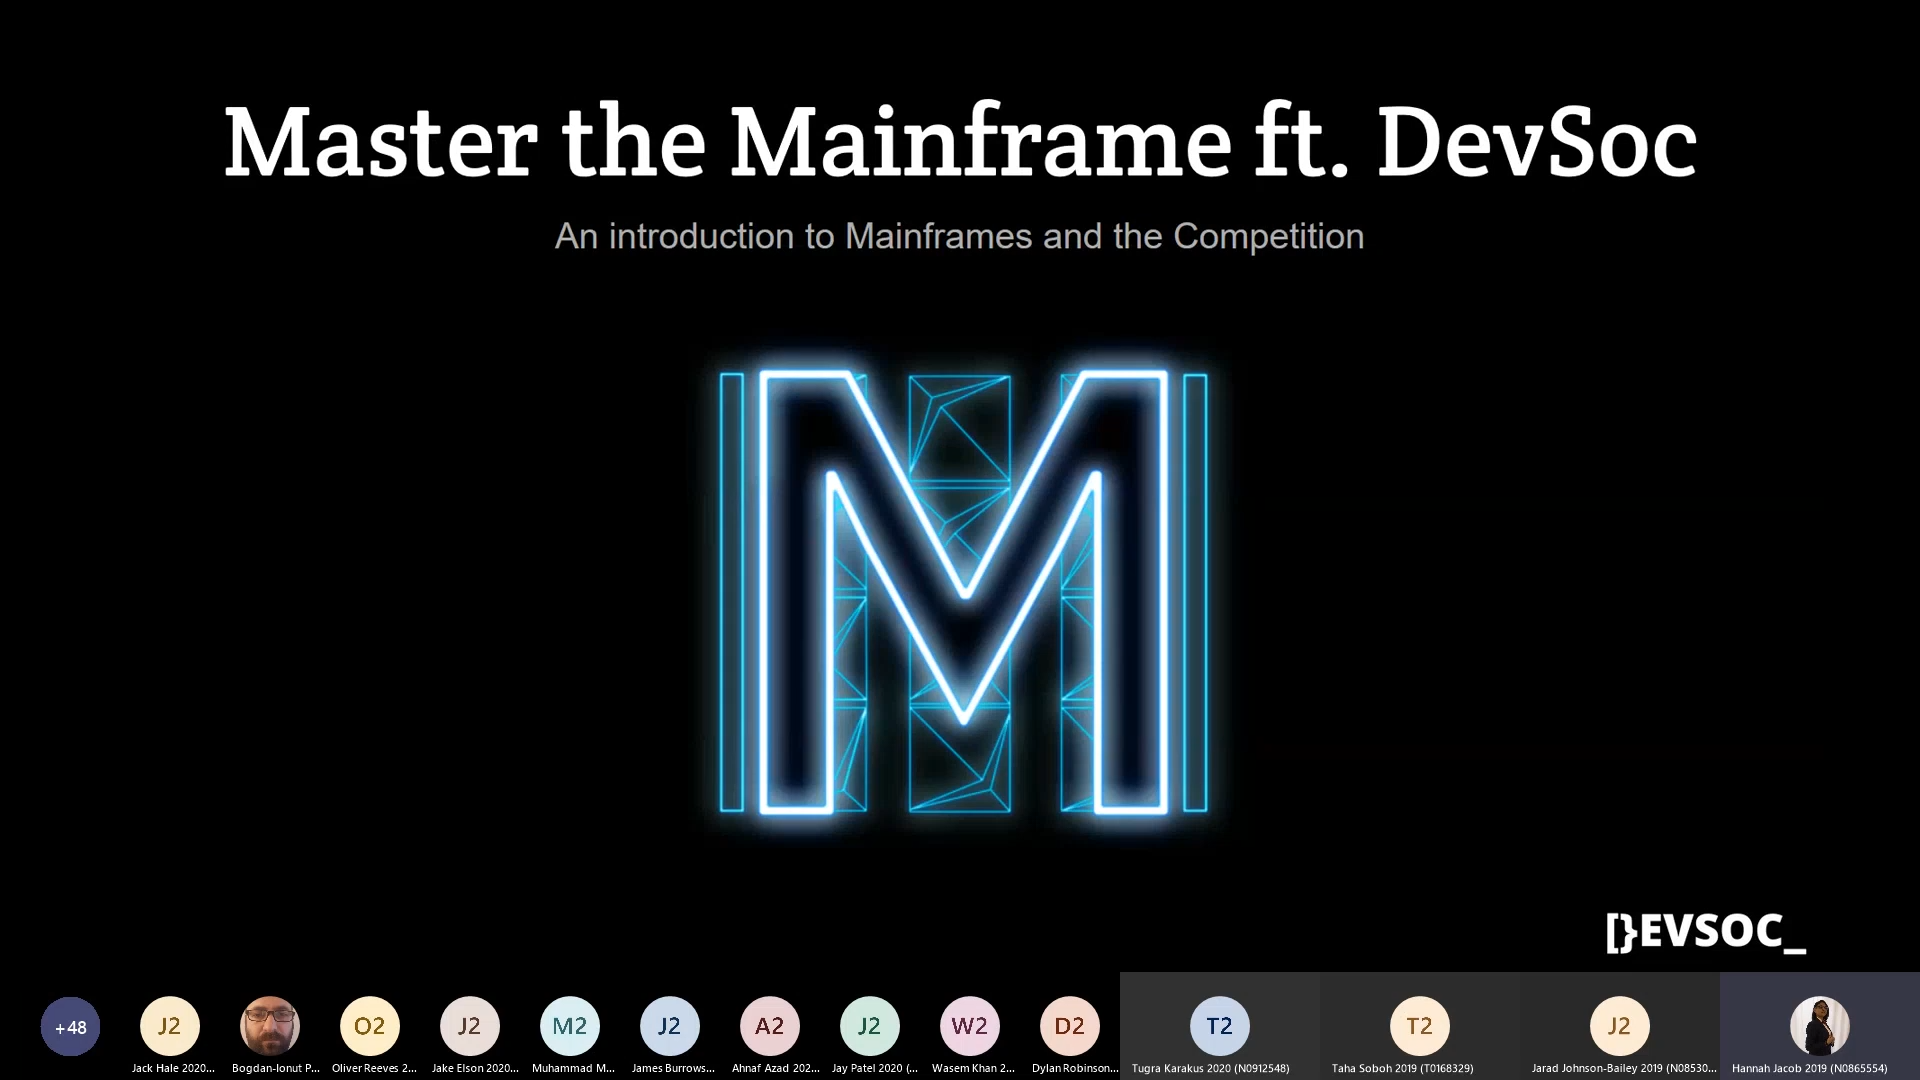 Master the Mainframe ft. DevSoc
An introduction to Mainframes and the Competition
M
[}EVSOC_
+48
J2
O2
J2
M2
J2
A2
J2
W2
D2
T2
T2
J2
Jack Hale 2020...
Bogdan-Ionut P...
Oliver Reeves 2...
Jake Elson 2020...
Muhammad M...
James Burrows...
Ahnaf Azad 202...
Jay Patel 2020 (...
Wasem Khan 2...
Dylan Robinson...
Tugra Karakus 2020 (N0912548)
Taha Soboh 2019 (T0168329)
Jarad Johnson-Bailey 2019 (N08530...
Hannah Jacob 2019 (N0865554)